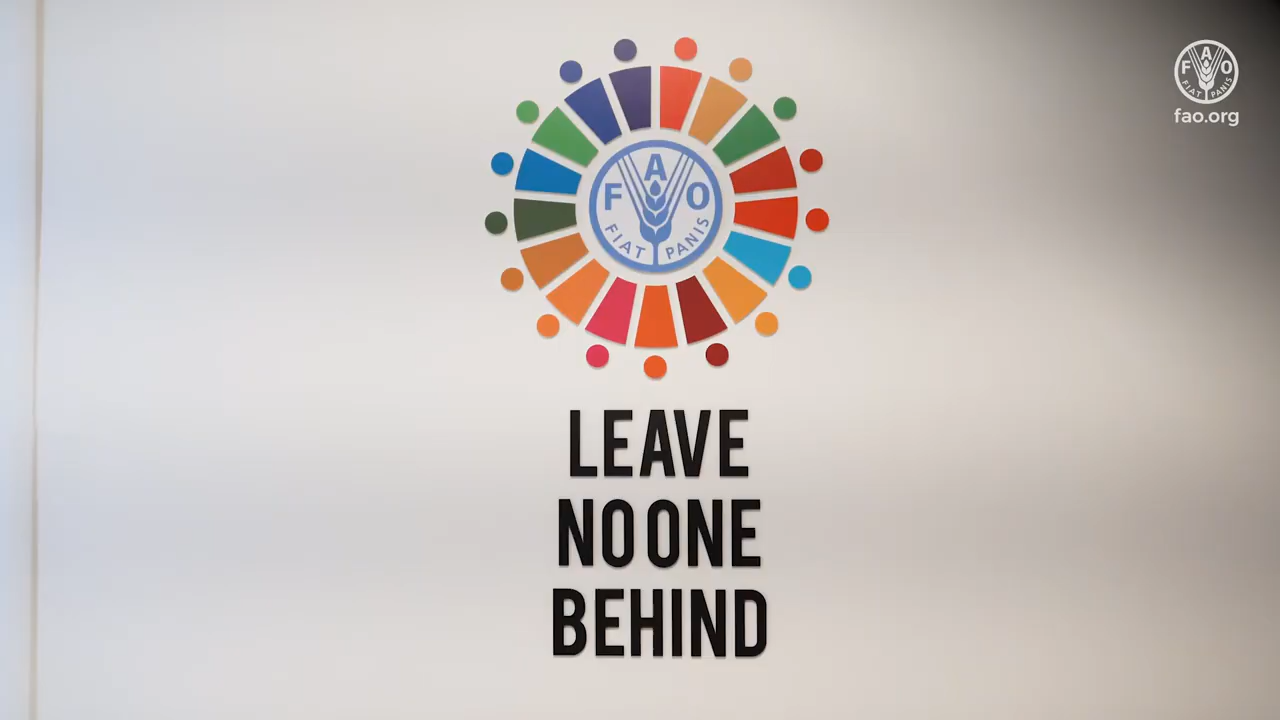 F A O
FIAT PANIS
LEAVE
NO ONE
BEHIND
F A O
FIAT PANIS
fao.org